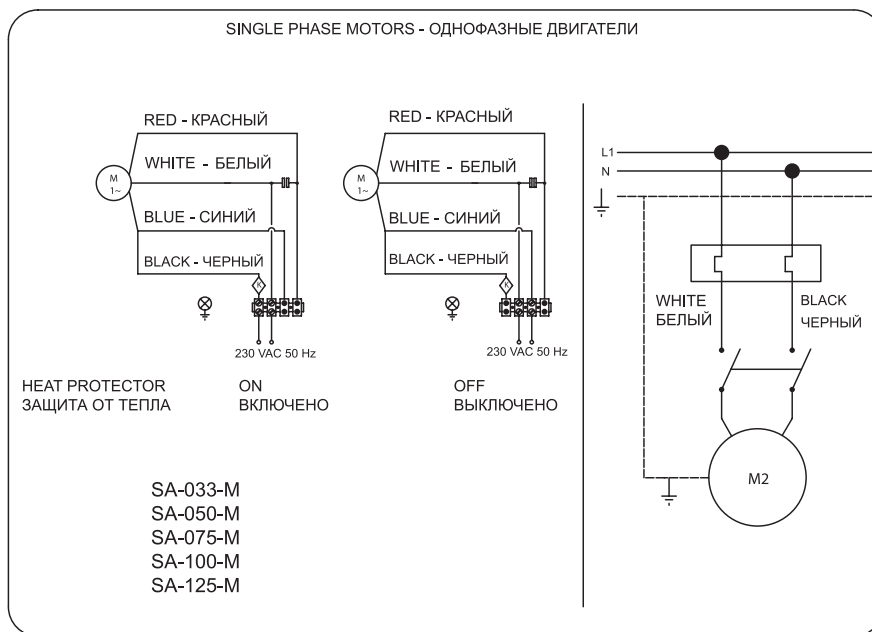 SINGLE PHASE MOTORS - ОДНОФАЗНЫЕ ДВИГАТЕЛИ
RED - КРАСНЫЙ
WHITE - БЕЛЫЙ
M
1~
BLUE - СИНИЙ
BLACK - ЧЕРНЫЙ
K
230 VAC 50 Hz
RED - КРАСНЫЙ
WHITE - БЕЛЫЙ
M
1~
BLUE - СИНИЙ
BLACK - ЧЕРНЫЙ
K
230 VAC 50 Hz
HEAT PROTECTOR
ЗАЩИТА ОТ ТЕПЛА
ON
ВКЛЮЧЕНО
OFF
ВЫКЛЮЧЕНО
SA-033-M
SA-050-M
SA-075-M
SA-100-M
SA-125-M
L1
N
WHITE
БЕЛЫЙ
BLACK
ЧЕРНЫЙ
M2